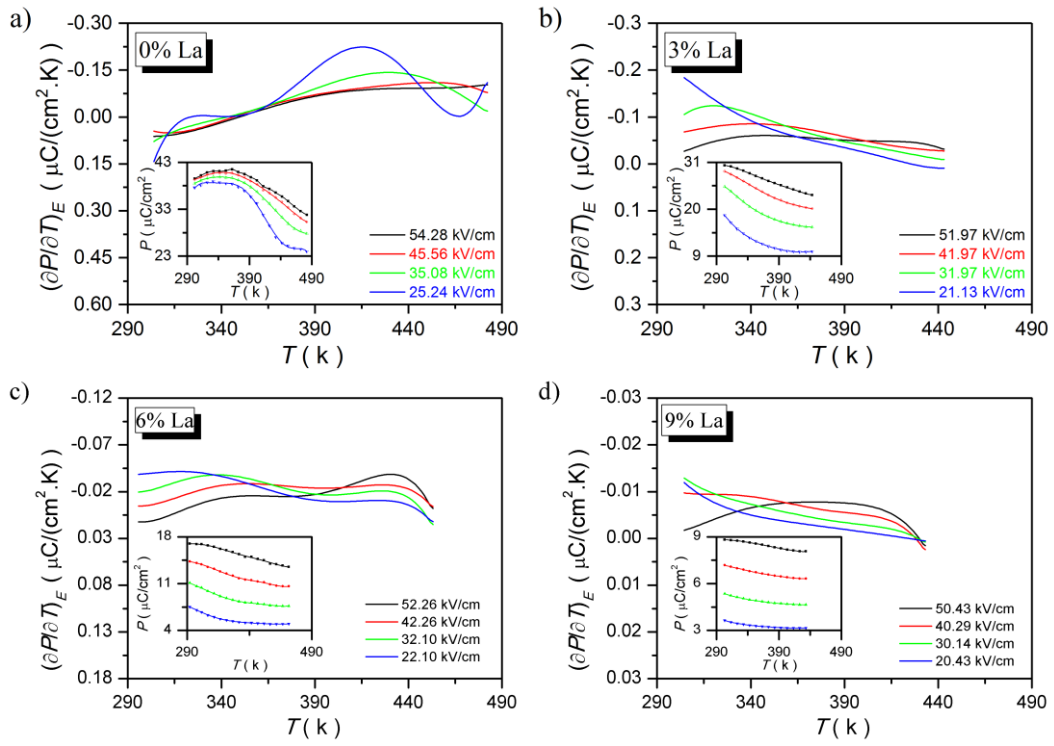 a)
0% La
-0.30
-0.15
0.00
0.15
0.30
0.45
0.60
(∂P/∂T)E ( μC/(cm².K))
290
340
390
440
490
T ( k )
43
33
23
P ( μC/cm²)
290
390
490
T ( k )
54.28 kV/cm
45.56 kV/cm
35.08 kV/cm
25.24 kV/cm
b)
3% La
-0.3
-0.2
-0.1
0.0
0.1
0.2
0.3
(∂P/∂T)E ( μC/(cm².K))
290
340
390
440
490
T ( k )
31
20
9
P ( μC/cm²)
290
390
490
T ( k )
51.97 kV/cm
41.97 kV/cm
31.97 kV/cm
21.13 kV/cm
c)
6% La
-0.12
-0.07
-0.02
0.03
0.08
0.13
0.18
(∂P/∂T)E ( μC/(cm².K))
290
340
390
440
490
T ( k )
18
11
4
P ( μC/cm²)
290
390
490
T ( k )
52.26 kV/cm
42.26 kV/cm
32.10 kV/cm
22.10 kV/cm
d)
9% La
-0.03
-0.02
-0.01
0.00
0.01
0.02
0.03
(∂P/∂T)E ( μC/(cm².K))
290
340
390
440
490
T ( k )
9
6
3
P ( μC/cm²)
290
390
490
T ( k )
50.43 kV/cm
40.29 kV/cm
30.14 kV/cm
20.43 kV/cm